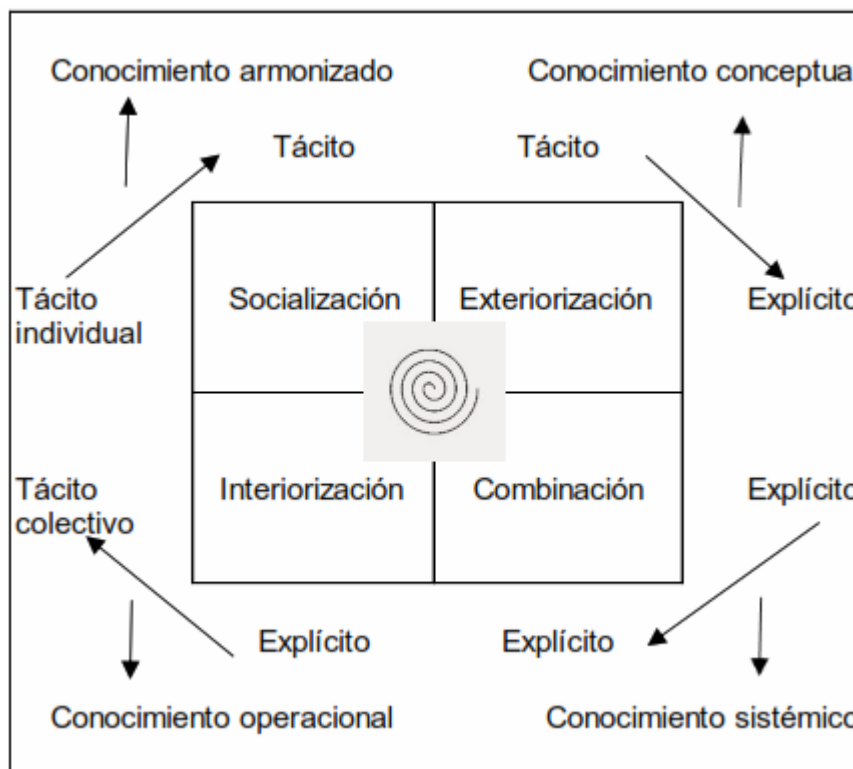 Conocimiento armonizado
Conocimiento conceptua
Tácito
Tácito
Tácito
individual
Socialización
Exteriorización
Explícito
Tácito
colectivo
Interiorización
Combinación
Explícito
Explícito
Explícito
Conocimiento operacional
Conocimiento sistémico